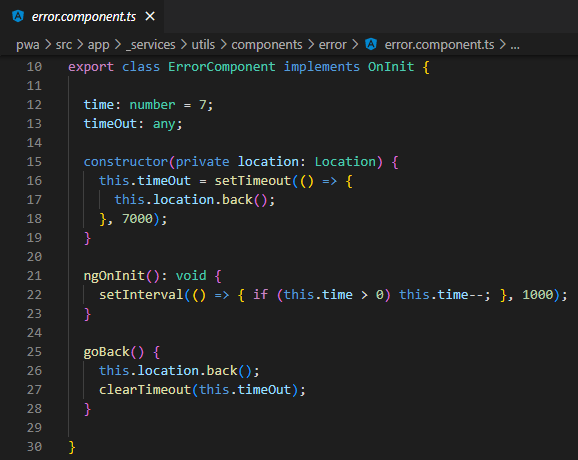 error.component.ts
pwa > src > app > _services > utils > components > error > error.component.ts > ...
10 export class ErrorComponent implements OnInit {
11
12   time: number = 7;
13   timeOut: any;
14
15   constructor(private location: Location) {
16     this.timeOut = setTimeout(() => {
17       this.location.back();
18     }, 7000);
19   }
20
21   ngOnInit(): void {
22     setInterval(() => { if (this.time > 0) this.time--; }, 1000);
23   }
24
25   goBack() {
26     this.location.back();
27     clearTimeout(this.timeOut);
28   }
29
30 }